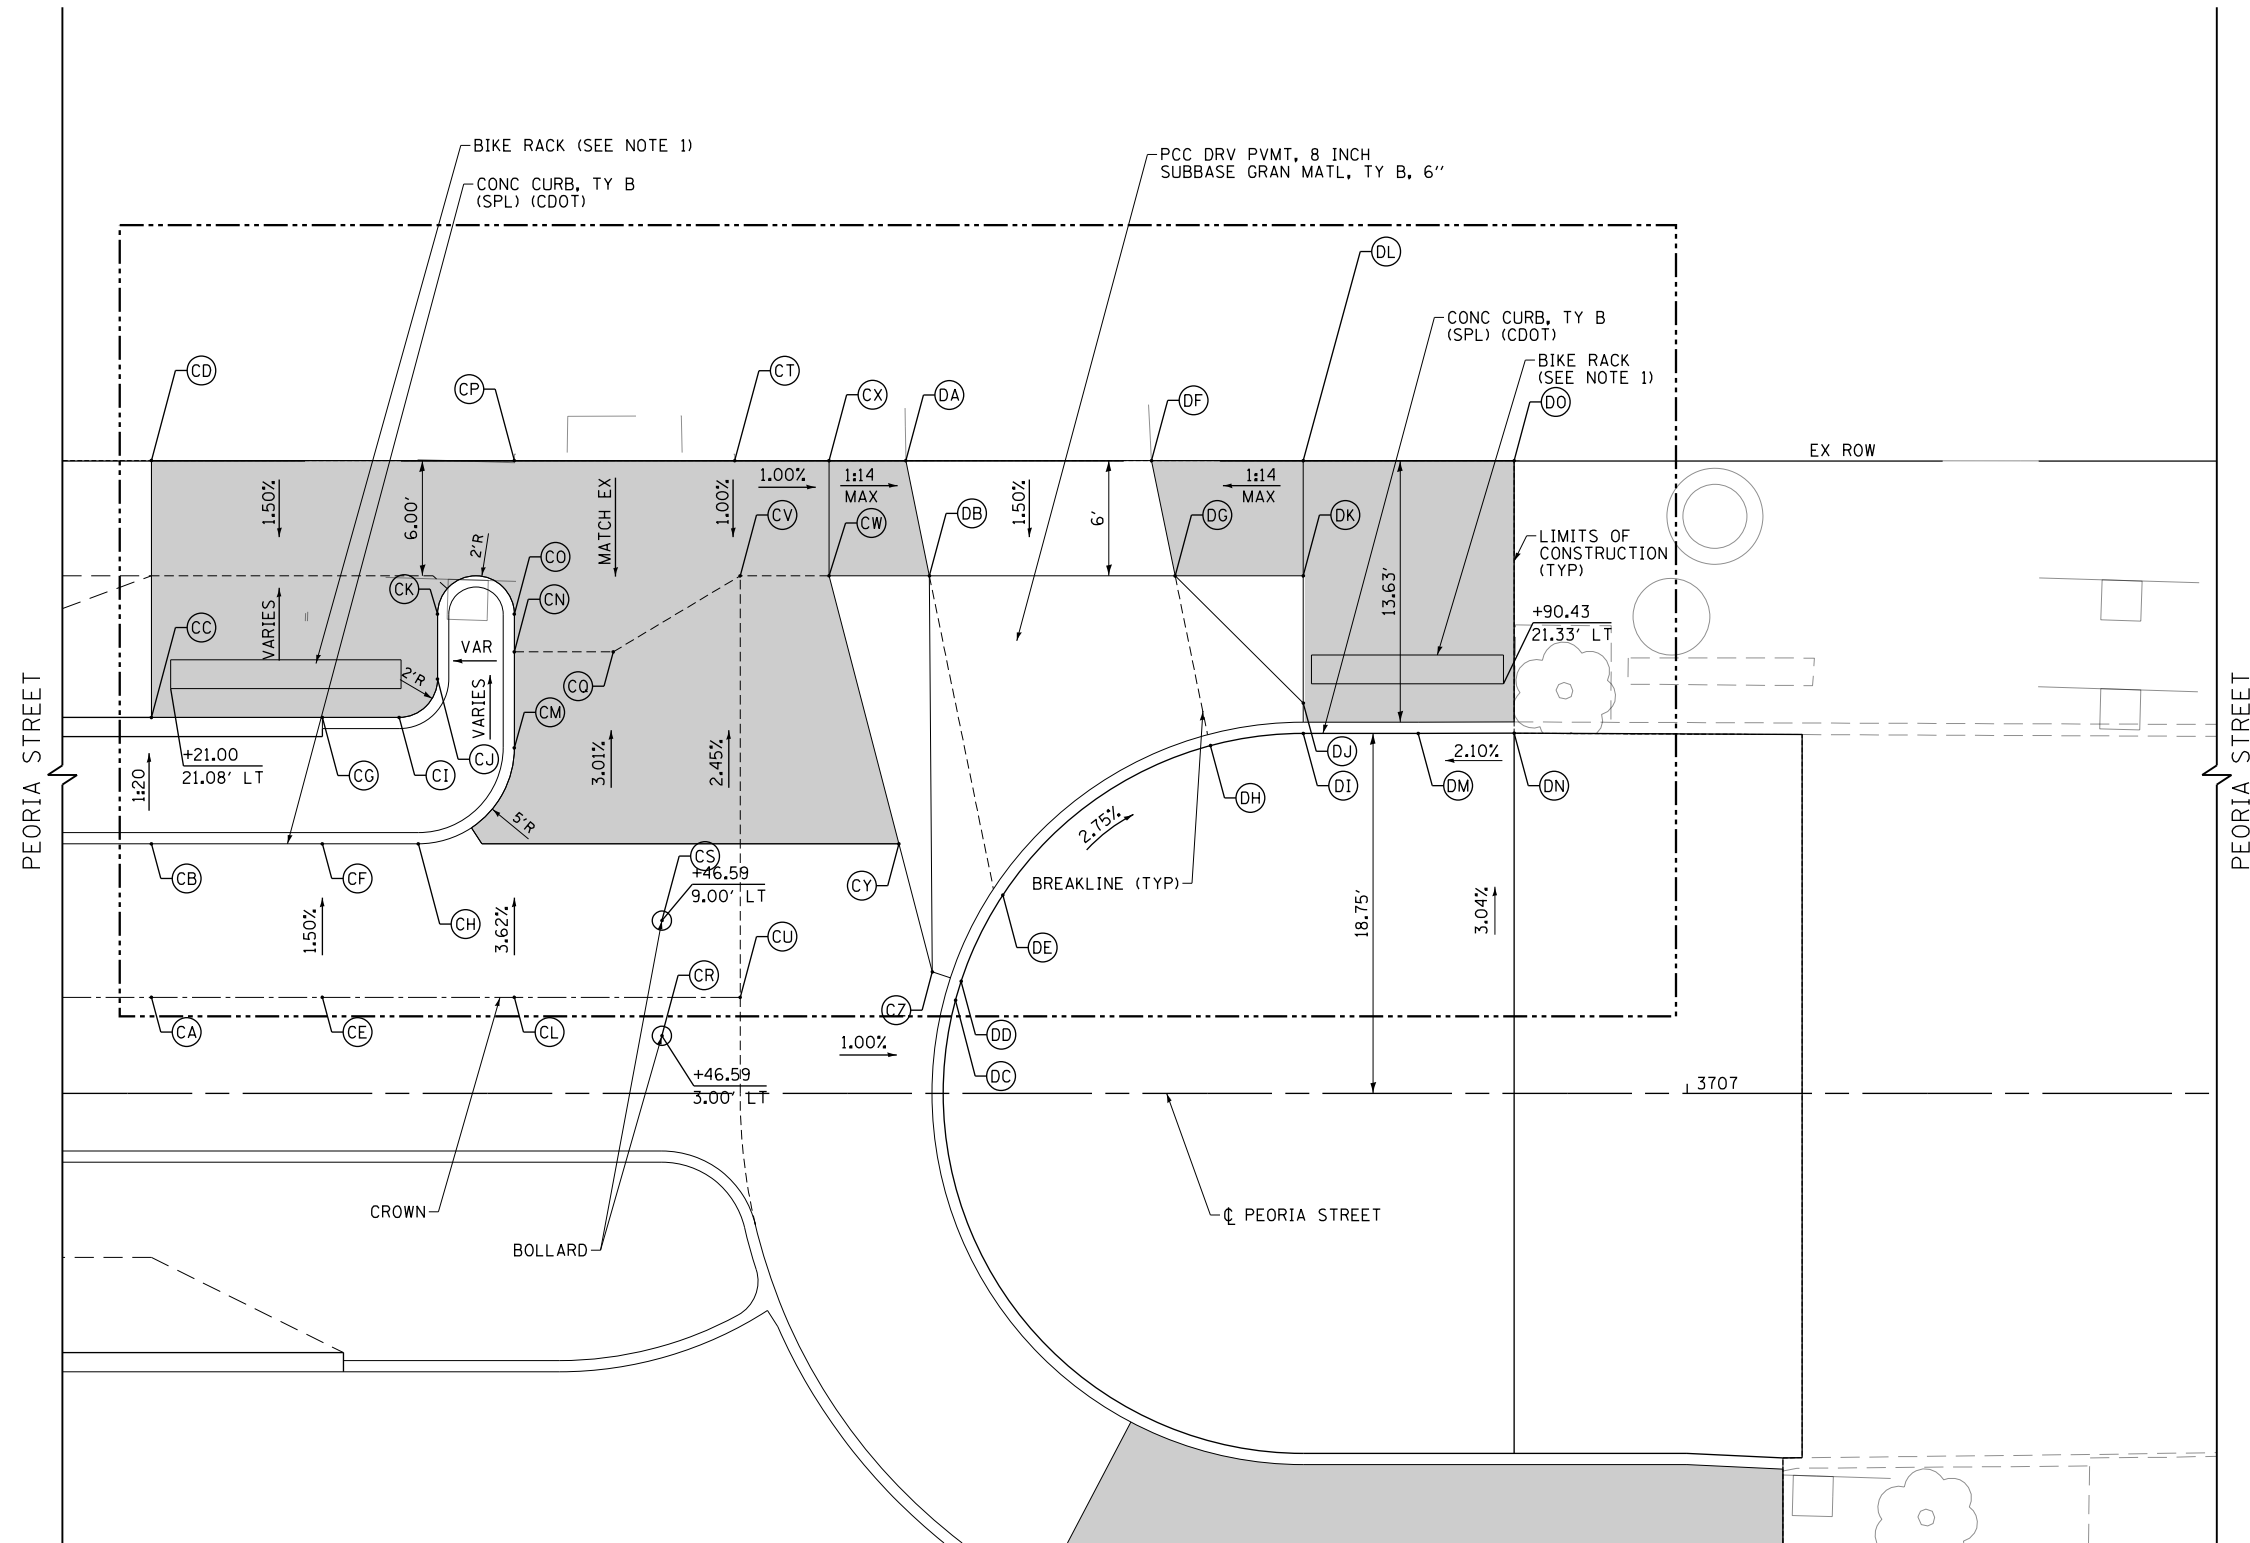 BIKE RACK (SEE NOTE 1)
CONC CURB, TY B
(SPL) (CDOT)
PCC DRV PVMT, 8 INCH
SUBBASE GRAN MATL, TY B, 6''
DL
CONC CURB, TY B
(SPL) (CDOT)
BIKE RACK
(SEE NOTE 1)
CD
CP
CT
CX
DA
DF
DO
EX ROW
1.50%
6.00'
MATCH EX
1.00%
1.00%
1:14
MAX
1.50%
6'
1:14
MAX
CV
CW
DB
DG
DK
LIMITS OF
CONSTRUCTION
(TYP)
2'R
CO
CK
CN
13.63'
+90.43
21.33' LT
CC
VARIES
VAR
2'R
CQ
VARIES
CM
PEORIA STREET
PEORIA STREET
+21.00
21.08' LT
1:20
CG
CI
CJ
3.01%
2.45%
DJ
2.10%
DH
DI
DM
DN
5'R
2.75%
CB
CF
CS
+46.59
9.00' LT
CY
BREAKLINE (TYP)
18.75'
3.04%
1.50%
CH
3.62%
CU
DE
CR
CZ
CA
CE
CL
1.00%
DD
DC
+46.59
3.00' LT
3707
CROWN
BOLLARD
℄ PEORIA STREET